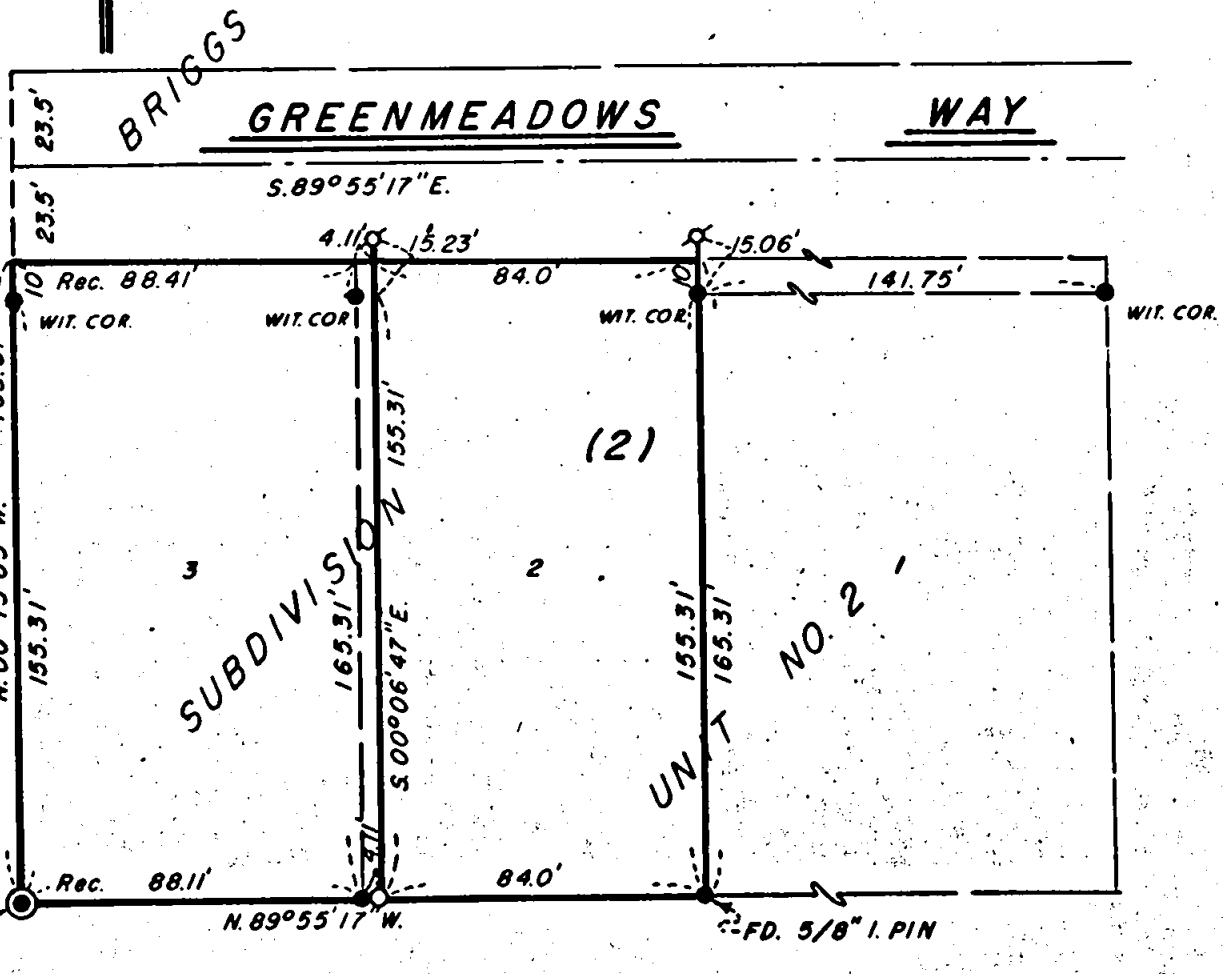 BRIGGS
GREENMEADOWS WAY
23.5'
23.5'
S.89°55'17"E.
4.11' 15.23' 15.06'
10' Rec. 88.41' 84.0' 10' 141.75'
WIT. COR. WIT. COR WIT. COR. WIT. COR.
155.31'
(2)
3 2 1
SUBDIVISION UNIT NO. 2
155.31' 165.31' S.00°06'47"E. 155.31' 165.31'
4.11'
Rec. 88.11' 84.0'
N.89°55'17"W.
FD. 5/8" I. PIN